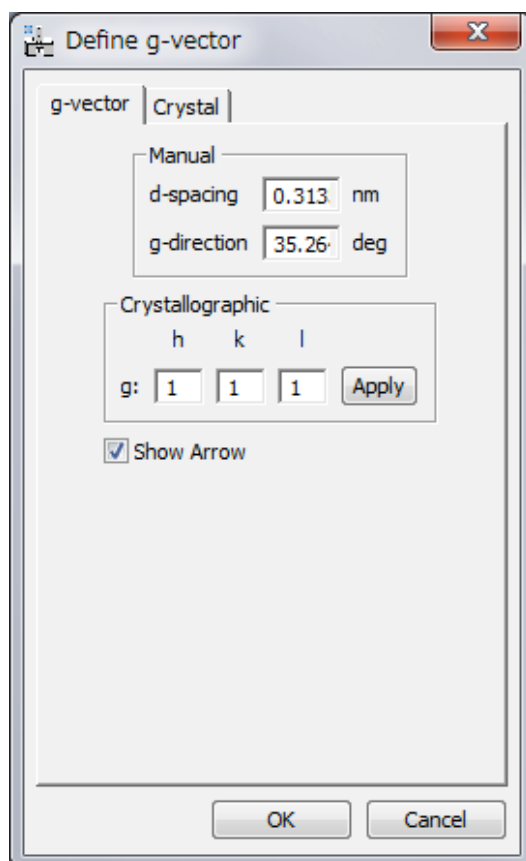 Define g-vector
g-vector Crystal
Manual
d-spacing 0.313 nm
g-direction 35.26 deg
Crystallographic
h k l
g: 1 1 1 Apply
Show Arrow
OK Cancel